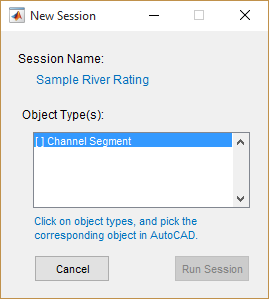 New Session
Session Name:
Sample River Rating
Object Type(s):
[ ] Channel Segment
Click on object types, and pick the
corresponding object in AutoCAD.
Cancel
Run Session